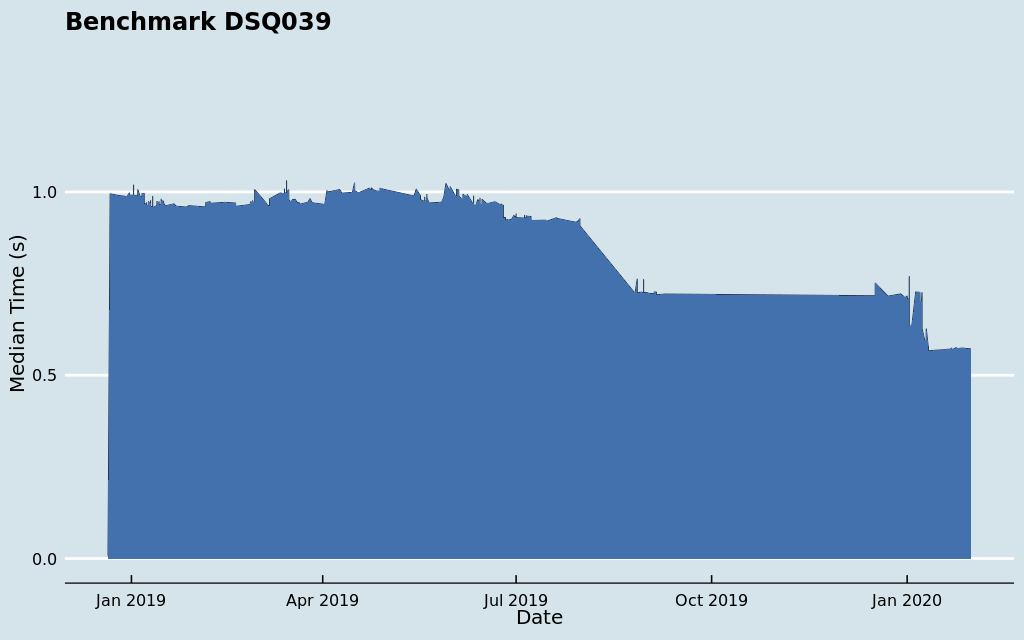 Benchmark DSQ039
Median Time (s)
1.0
0.5
0.0
Jan 2019
Apr 2019
Jul 2019
Oct 2019
Jan 2020
Date